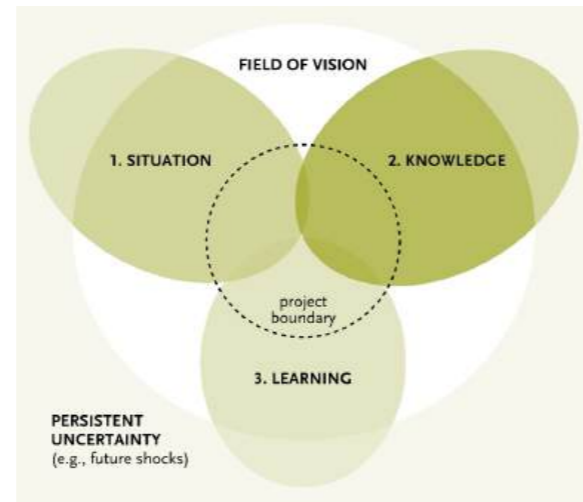 FIELD OF VISION
1. SITUATION
2. KNOWLEDGE
project
boundary
3. LEARNING
PERSISTENT
UNCERTAINTY
(e.g., future shocks)